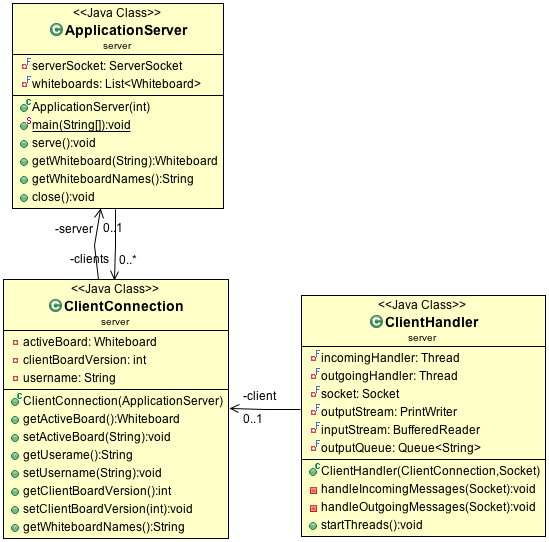 <<Java Class>>
ApplicationServer
server
serverSocket: ServerSocket
whiteboards: List<Whiteboard>
ApplicationServer(int)
main(String[]):void
serve():void
getWhiteboard(String):Whiteboard
getWhiteboardNames():String
close():void
-server
0..1
-clients
0..*
<<Java Class>>
ClientConnection
server
activeBoard: Whiteboard
clientBoardVersion: int
username: String
ClientConnection(ApplicationServer)
getActiveBoard():Whiteboard
setActiveBoard(String):void
getUserame():String
setUsername(String):void
getClientBoardVersion():int
setClientBoardVersion(int):void
getWhiteboardNames():String
-client
0..1
<<Java Class>>
ClientHandler
server
incomingHandler: Thread
outgoingHandler: Thread
socket: Socket
outputStream: PrintWriter
inputStream: BufferedReader
outputQueue: Queue<String>
ClientHandler(ClientConnection,Socket)
handleIncomingMessages(Socket):void
handleOutgoingMessages(Socket):void
startThreads():void